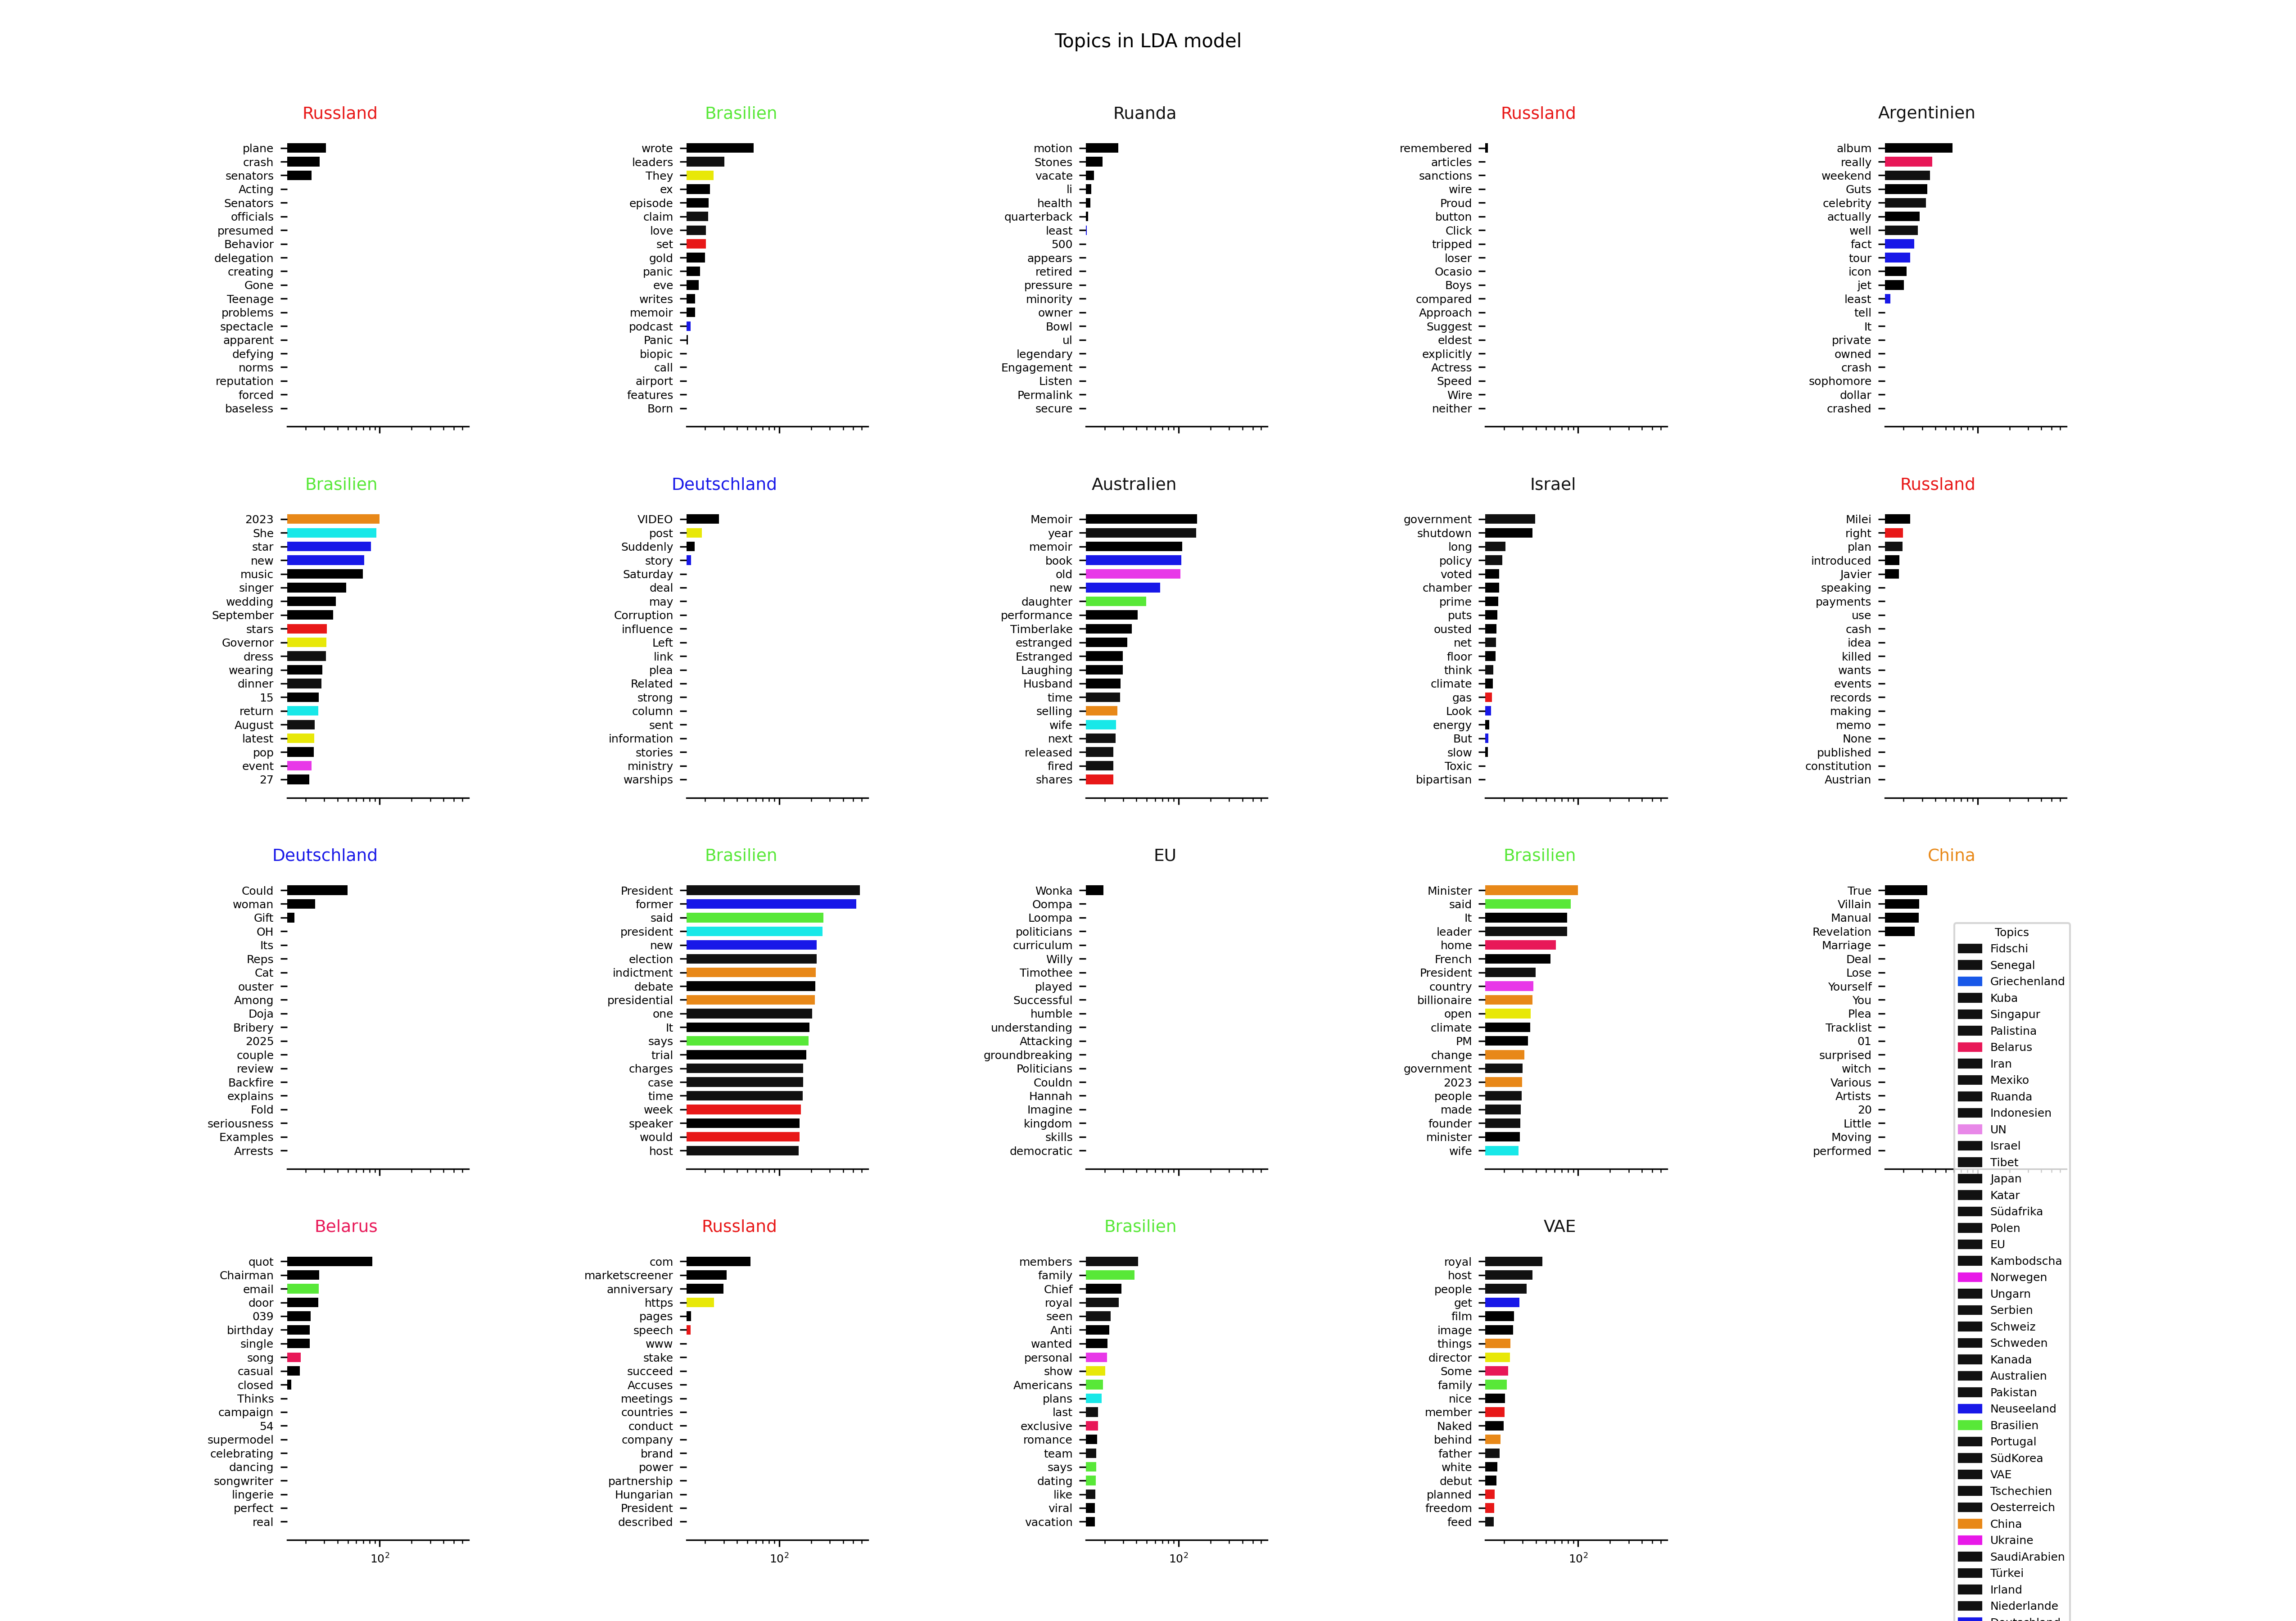 Topics in LDA model
Russland
plane
crash
senators
Acting
Senators
officials
presumed
Behavior
delegation
creating
Gone
Teenage
problems
spectacle
apparent
defying
norms
reputation
forced
baseless
Brasilien
wrote
leaders
They
ex
episode
claim
love
set
gold
panic
eve
writes
memoir
podcast
Panic
biopic
call
airport
features
Born
Ruanda
motion
Stones
vacate
li
health
quarterback
least
500
appears
retired
pressure
minority
owner
Bowl
ul
legendary
Engagement
Listen
Permalink
secure
Russland
remembered
articles
sanctions
wire
Proud
button
Click
tripped
loser
Ocasio
Boys
compared
Approach
Suggest
eldest
explicitly
Actress
Speed
Wire
neither
Argentinien
album
really
weekend
Guts
celebrity
actually
well
fact
tour
icon
jet
least
tell
It
private
owned
crash
sophomore
dollar
crashed
Brasilien
2023
She
star
new
music
singer
wedding
September
stars
Governor
dress
wearing
dinner
15
return
August
latest
pop
event
27
Deutschland
VIDEO
post
Suddenly
story
Saturday
deal
may
Corruption
influence
Left
link
plea
Related
strong
column
sent
information
stories
ministry
warships
Australien
Memoir
year
memoir
book
old
new
daughter
performance
Timberlake
estranged
Estranged
Laughing
Husband
time
selling
wife
next
released
fired
shares
Israel
government
shutdown
long
policy
voted
chamber
prime
puts
ousted
net
floor
think
climate
gas
Look
energy
But
slow
Toxic
bipartisan
Russland
Milei
right
plan
introduced
Javier
speaking
payments
use
cash
idea
killed
wants
events
records
making
memo
None
published
constitution
Austrian
Deutschland
Could
woman
Gift
OH
Its
Reps
Cat
ouster
Among
Doja
Bribery
2025
couple
review
Backfire
explains
Fold
seriousness
Examples
Arrests
Brasilien
President
former
said
president
new
election
indictment
debate
presidential
one
It
says
trial
charges
case
time
week
speaker
would
host
EU
Wonka
Oompa
Loompa
politicians
curriculum
Willy
Timothee
played
Successful
humble
understanding
Attacking
groundbreaking
Politicians
Couldn
Hannah
Imagine
kingdom
skills
democratic
Brasilien
Minister
said
It
leader
home
French
President
country
billionaire
open
climate
PM
change
government
2023
people
made
founder
minister
wife
China
True
Villain
Manual
Revelation
Marriage
Deal
Lose
Yourself
You
Plea
Tracklist
01
surprised
witch
Various
Artists
20
Little
Moving
performed
Belarus
quot
Chairman
email
door
039
birthday
single
song
casual
closed
Thinks
campaign
54
supermodel
celebrating
dancing
songwriter
lingerie
perfect
real
10²
Russland
com
marketscreener
anniversary
https
pages
speech
www
stake
succeed
Accuses
meetings
countries
conduct
company
brand
power
partnership
Hungarian
President
described
10²
Brasilien
members
family
Chief
royal
seen
Anti
wanted
personal
show
Americans
plans
last
exclusive
romance
team
says
dating
like
viral
vacation
10²
VAE
royal
host
people
get
film
image
things
director
Some
family
nice
member
Naked
behind
father
white
debut
planned
freedom
feed
10²
Topics
Fidschi
Senegal
Griechenland
Kuba
Singapur
Palistina
Belarus
Iran
Mexiko
Ruanda
Indonesien
UN
Israel
Tibet
Japan
Katar
Südafrika
Polen
EU
Kambodscha
Norwegen
Ungarn
Serbien
Schweiz
Schweden
Kanada
Australien
Pakistan
Neuseeland
Brasilien
Portugal
SüdKorea
VAE
Tschechien
Oesterreich
China
Ukraine
SaudiArabien
Türkei
Irland
Niederlande